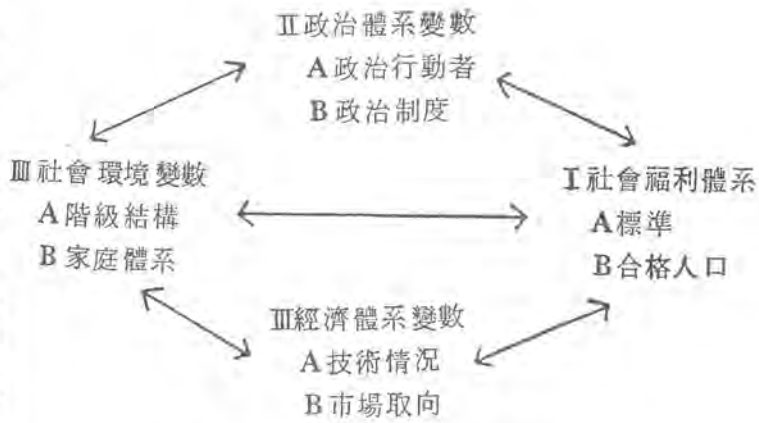 Ⅱ政治體系變數
A政治行動者
B政治制度
Ⅲ社會環境變數
A階級結構
B家庭體系
Ⅰ社會福利體系
A標準
B合格人口
Ⅲ經濟體系變數
A技術情況
B市場取向